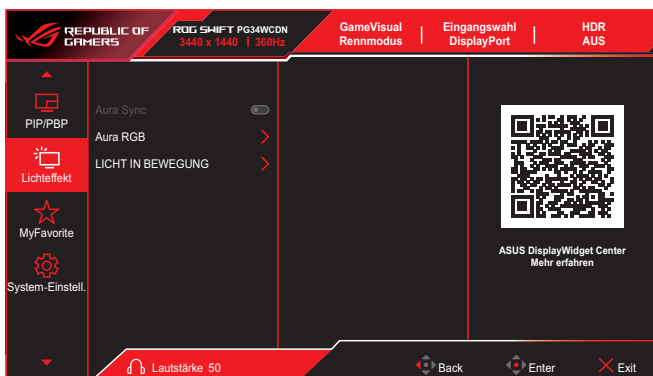 REPUBLIC OF
GAMERS
ROG SWIFT PG34WCDN
3440 x 1440 | 360Hz
GameVisual
Rennmodus
Eingangswahl
DisplayPort
HDR
AUS
PIP/PBP
Lichteffekt
MyFavorite
System-Einstell.
Aura Sync
Aura RGB
LICHT IN BEWEGUNG
ASUS DisplayWidget Center
Mehr erfahren
Lautstärke 50
Back
Enter
Exit